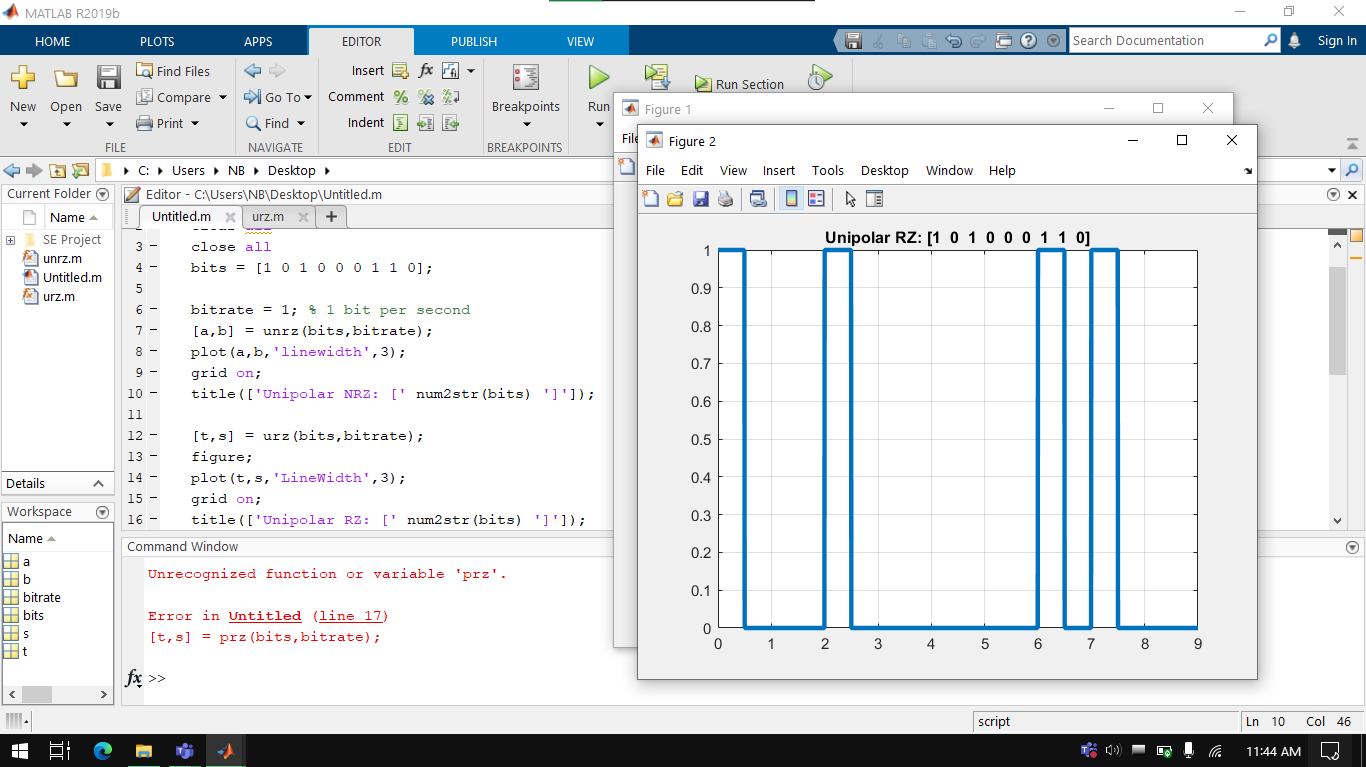 MATLAB R2019b
HOME PLOTS APPS EDITOR PUBLISH VIEW
Search Documentation
Sign In
New Open Save
Find Files
Compare
Print
FILE
Go To
Find
NAVIGATE
Insert
Comment
Indent
EDIT
Breakpoints
BREAKPOINTS
Run
Run Section
C: Users NB Desktop
Current Folder
Name
SE Project
unrz.m
Untitled.m
urz.m
Details
Workspace
Name
a
b
bitrate
bits
s
t
Editor - C:\Users\NB\Desktop\Untitled.m
Untitled.m urz.m
3 close all
4 bits = [1 0 1 0 0 0 1 1 0];
5
6 bitrate = 1; % 1 bit per second
7 [a,b] = unrz(bits,bitrate);
8 plot(a,b,'linewidth',3);
9 grid on;
10 title(['Unipolar NRZ: [' num2str(bits) ']']);
11
12 [t,s] = urz(bits,bitrate);
13 figure;
14 plot(t,s,'LineWidth',3);
15 grid on;
16 title(['Unipolar RZ: [' num2str(bits) ']']);
Command Window
Unrecognized function or variable 'prz'.
Error in Untitled (line 17)
[t,s] = prz(bits,bitrate);
fx >>
Figure 1
Figure 2
File Edit View Insert Tools Desktop Window Help
Unipolar RZ: [1 0 1 0 0 0 1 1 0]
1
0.9
0.8
0.7
0.6
0.5
0.4
0.3
0.2
0.1
0
0 1 2 3 4 5 6 7 8 9
script
Ln 10 Col 46
11:44 AM